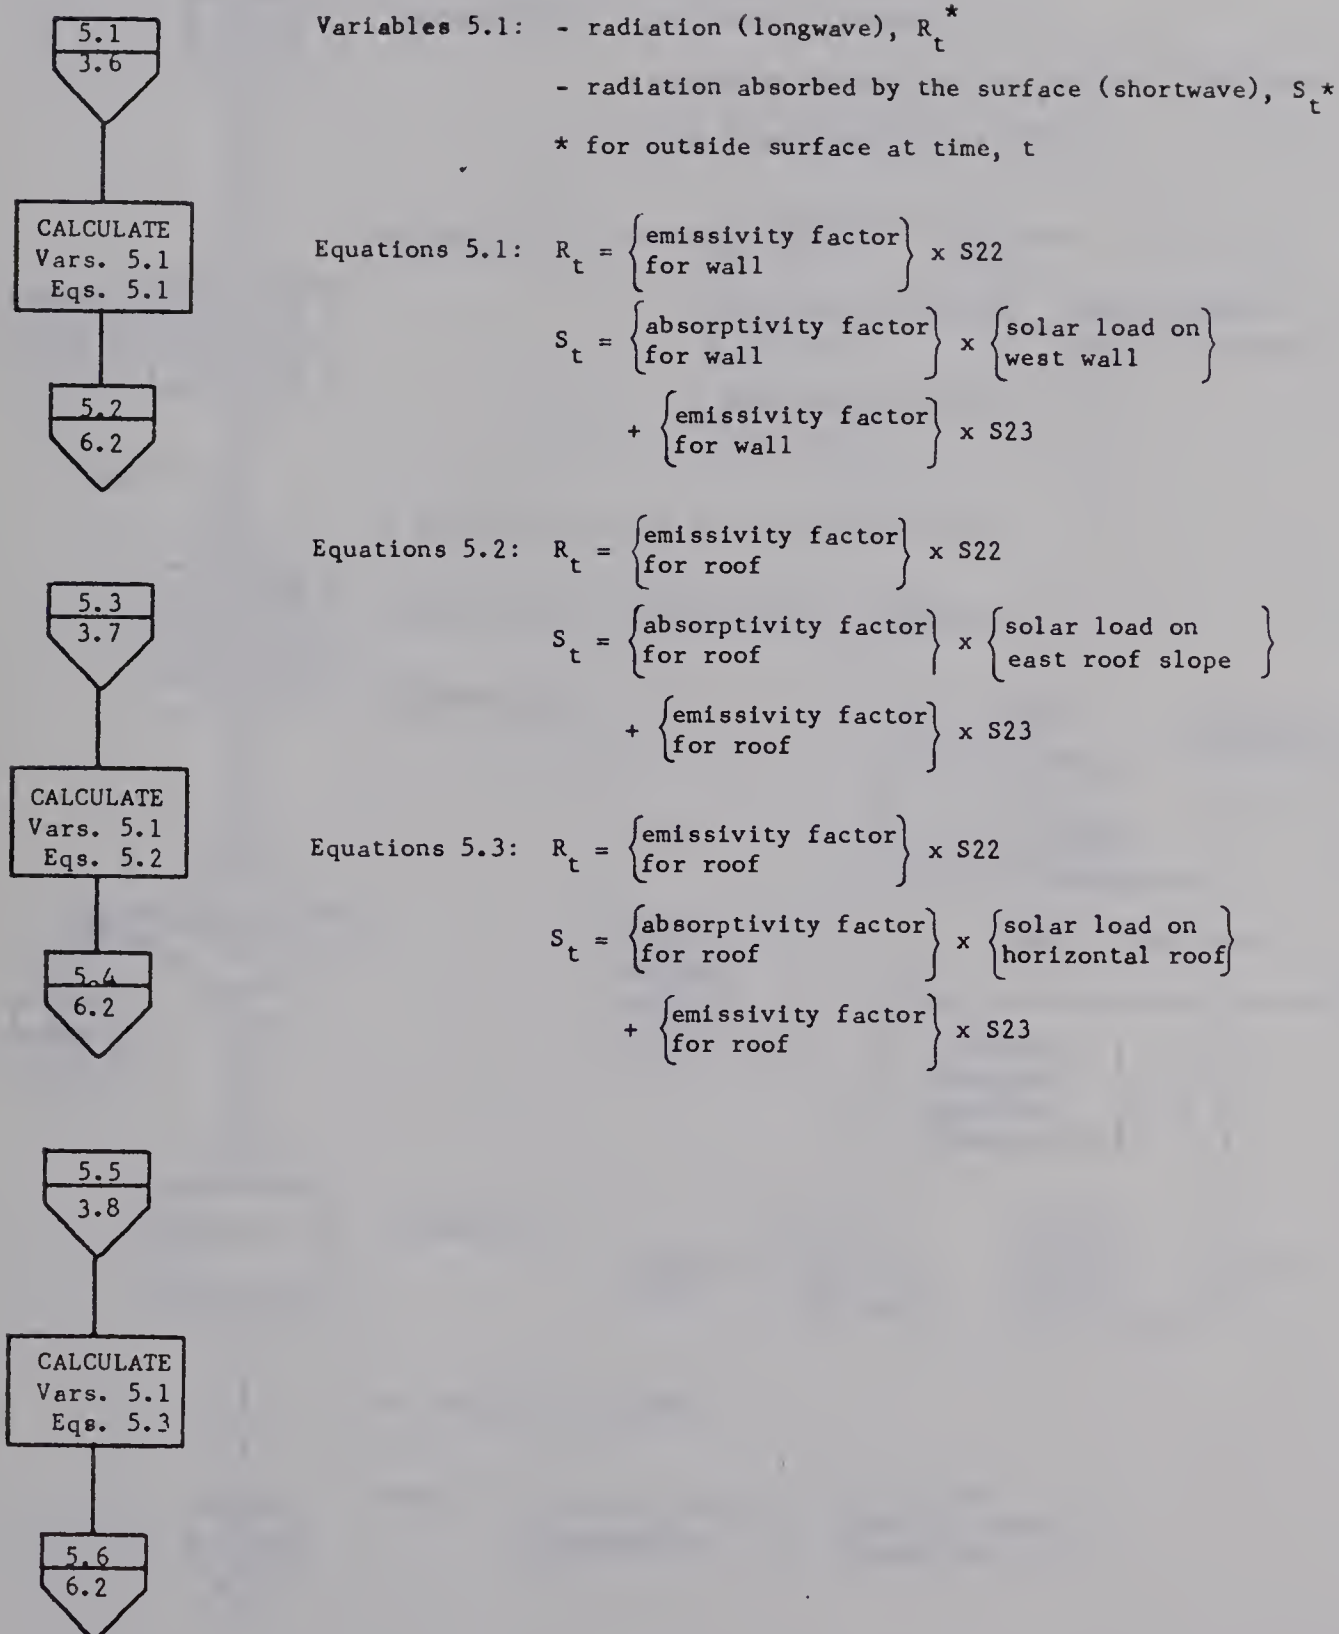 5.1
3.6
CALCULATE
Vars. 5.1
Eqs. 5.1
5.2
6.2
5.3
3.7
CALCULATE
Vars. 5.1
Eqs. 5.2
5.4
6.2
5.5
3.8
CALCULATE
Vars. 5.1
Eqs. 5.3
5.6
6.2
Variables 5.1: - radiation (longwave), R_t*
- radiation absorbed by the surface (shortwave), S_t*
* for outside surface at time, t
Equations 5.1: R_t = {emissivity factor for wall} x S22
S_t = {absorptivity factor for wall} x {solar load on west wall}
+ {emissivity factor for wall} x S23
Equations 5.2: R_t = {emissivity factor for roof} x S22
S_t = {absorptivity factor for roof} x {solar load on east roof slope}
+ {emissivity factor for roof} x S23
Equations 5.3: R_t = {emissivity factor for roof} x S22
S_t = {absorptivity factor for roof} x {solar load on horizontal roof}
+ {emissivity factor for roof} x S23